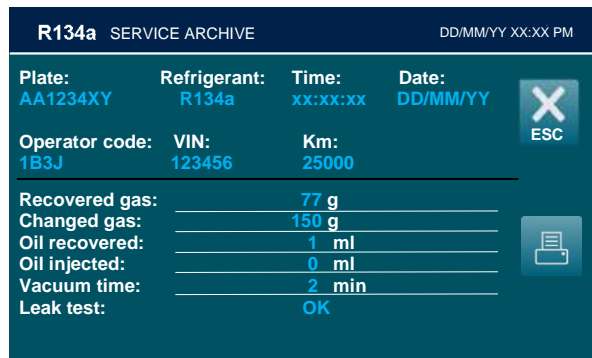 R134a SERVICE ARCHIVE DD/MM/YY XX:XX PM
Plate: Refrigerant: Time: Date:
AA1234XY R134a xx:xx:xx DD/MM/YY
ESC
Operator code: VIN: Km:
1B3J 123456 25000
Recovered gas: 77 g
Changed gas: 150 g
Oil recovered: 1 ml
Oil injected: 0 ml
Vacuum time: 2 min
Leak test: OK